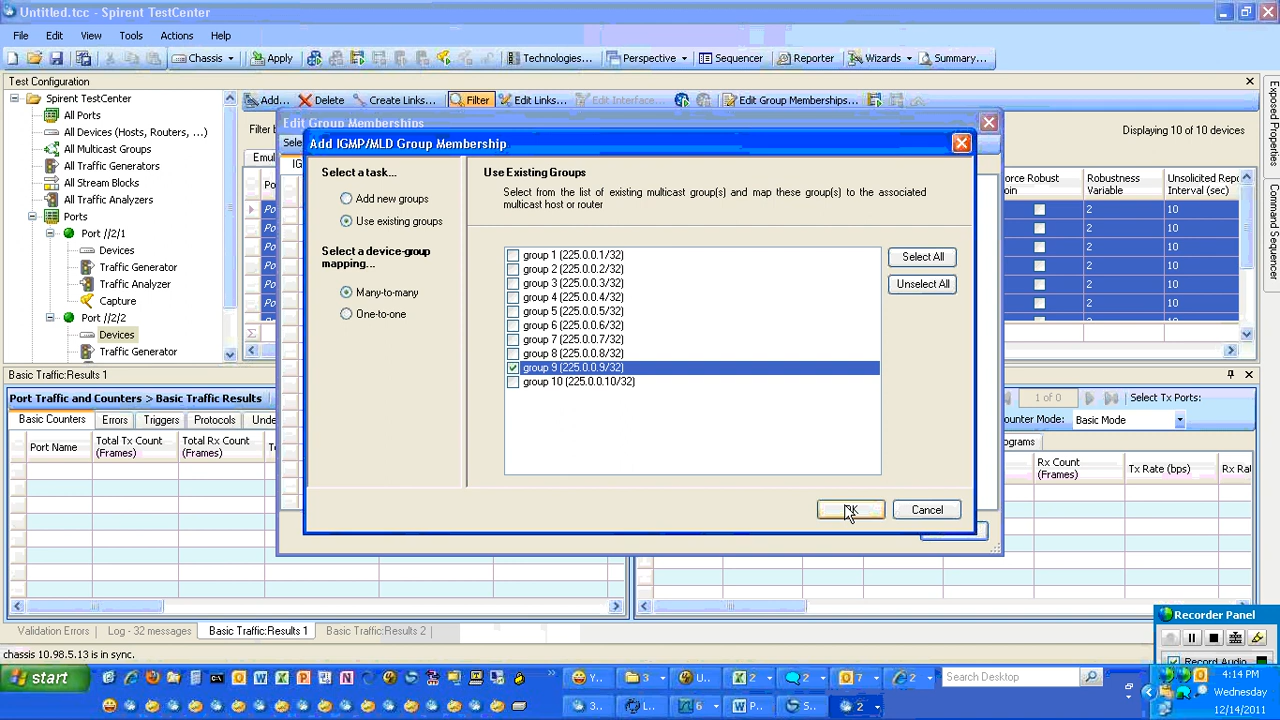 Untitled.tcc - Spirent TestCenter
File Edit View Tools Actions Help
Chassis Apply Technologies... Perspective Sequencer Reporter Wizards Summary...
Test Configuration
Spirent TestCenter
All Ports
All Devices (Hosts, Routers, ...)
All Multicast Groups
All Traffic Generators
All Stream Blocks
All Traffic Analyzers
Ports
Port //2/1
Devices
Traffic Generator
Traffic Analyzer
Capture
Port //2/2
Devices
Traffic Generator
Add... Delete Create Links... Filter Edit Links... Edit Interface... Edit Group Memberships...
Displaying 10 of 10 devices
Edit Group Memberships
Add IGMP/MLD Group Membership
Select a task...
Add new groups
Use existing groups
Select a device-group
mapping...
Many-to-many
One-to-one
Use Existing Groups
Select from the list of existing multicast group(s) and map these group(s) to the associated
multicast host or router
group 1 (225.0.0.1/32)
group 2 (225.0.0.2/32)
group 3 (225.0.0.3/32)
group 4 (225.0.0.4/32)
group 5 (225.0.0.5/32)
group 6 (225.0.0.6/32)
group 7 (225.0.0.7/32)
group 8 (225.0.0.8/32)
group 9 (225.0.0.9/32)
group 10 (225.0.0.10/32)
Select All
Unselect All
OK Cancel
Robustness
Variable
Unsolicited Repo
Interval (sec)
2 10
2 10
2 10
2 10
2 10
2 10
Exposed Properties
Command Sequencer
Basic Traffic:Results 1
Port Traffic and Counters > Basic Traffic Results
1 of 0 Select Tx Ports:
Basic Counters Errors Triggers Protocols
Counter Mode: Basic Mode
Port Name
Total Tx Count
(Frames)
Total Rx Count
(Frames)
Rx Count
(Frames)
Tx Rate (bps)
Validation Errors Log - 32 messages Basic Traffic:Results 1 Basic Traffic:Results 2
chassis 10.98.5.13 is in sync.
Recorder Panel
Record Audio
start
Search Desktop
4:14 PM
Wednesday
12/14/2011